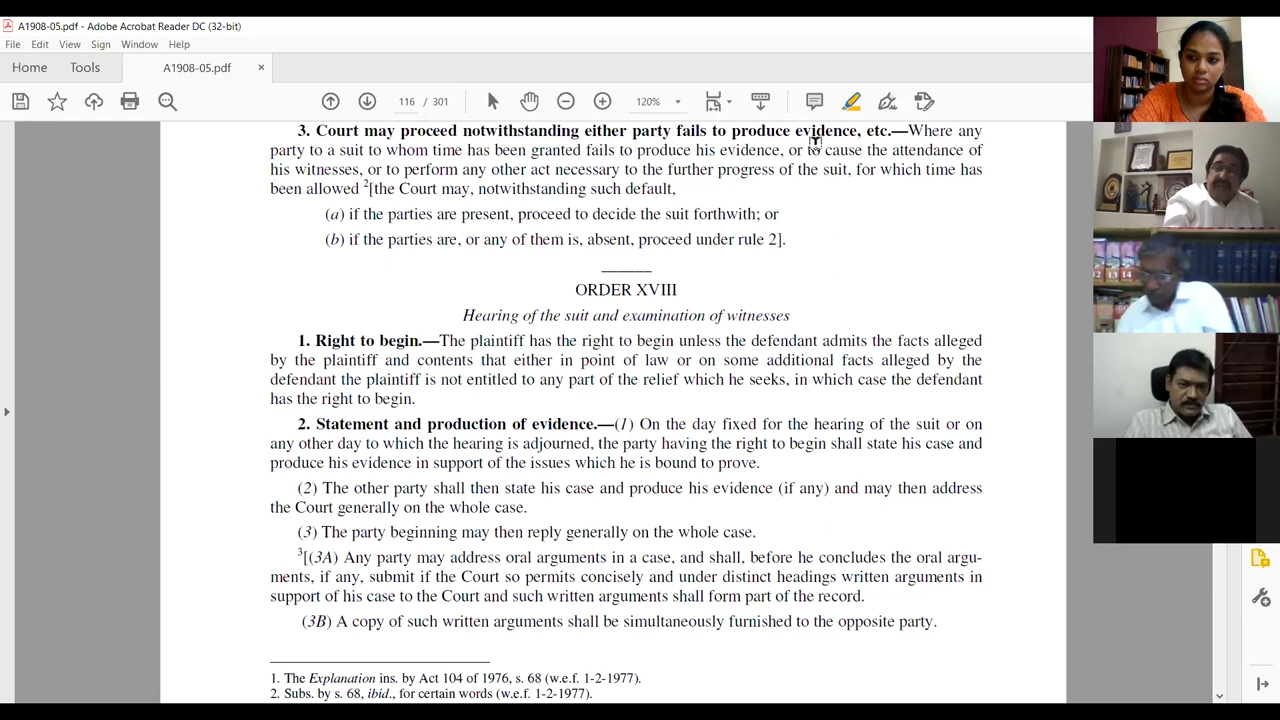 A1908-05.pdf - Adobe Acrobat Reader DC (32-bit)
File Edit View Sign Window Help
Home Tools A1908-05.pdf ×
116 / 301 120%
3. Court may proceed notwithstanding either party fails to produce evidence, etc.—Where any
party to a suit to whom time has been granted fails to produce his evidence, or to cause the attendance of
his witnesses, or to perform any other act necessary to the further progress of the suit, for which time has
been allowed 2[the Court may, notwithstanding such default,
(a) if the parties are present, proceed to decide the suit forthwith; or
(b) if the parties are, or any of them is, absent, proceed under rule 2].
ORDER XVIII
Hearing of the suit and examination of witnesses
1. Right to begin.—The plaintiff has the right to begin unless the defendant admits the facts alleged
by the plaintiff and contents that either in point of law or on some additional facts alleged by the
defendant the plaintiff is not entitled to any part of the relief which he seeks, in which case the defendant
has the right to begin.
2. Statement and production of evidence.—(1) On the day fixed for the hearing of the suit or on
any other day to which the hearing is adjourned, the party having the right to begin shall state his case and
produce his evidence in support of the issues which he is bound to prove.
(2) The other party shall then state his case and produce his evidence (if any) and may then address
the Court generally on the whole case.
(3) The party beginning may then reply generally on the whole case.
3[(3A) Any party may address oral arguments in a case, and shall, before he concludes the oral argu-
ments, if any, submit if the Court so permits concisely and under distinct headings written arguments in
support of his case to the Court and such written arguments shall form part of the record.
(3B) A copy of such written arguments shall be simultaneously furnished to the opposite party.
1. The Explanation ins. by Act 104 of 1976, s. 68 (w.e.f. 1-2-1977).
2. Subs. by s. 68, ibid., for certain words (w.e.f. 1-2-1977).
12 13 14